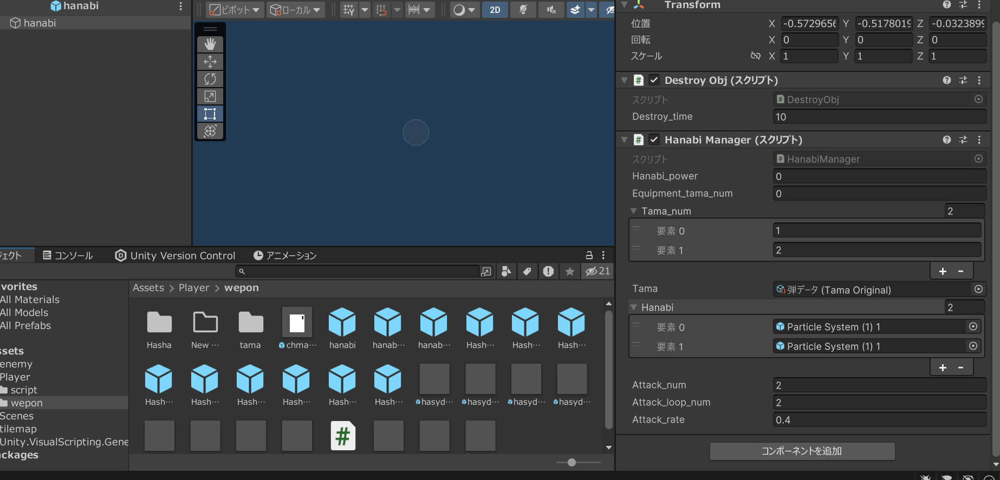 hanabi
hanabi
ピボット
ローカル
2D
Transform
位置
X -0.5729656 Y -0.5178019 Z -0.0323899
回転
X 0 Y 0 Z 0
スケール
X 1 Y 1 Z 1
Destroy Obj (スクリプト)
スクリプト
DestroyObj
Destroy_time
10
Hanabi Manager (スクリプト)
スクリプト
HanabiManager
Hanabi_power
0
Equipment_tama_num
0
Tama_num
2
要素 0
1
要素 1
2
+ -
Tama
弾データ (Tama Original)
Hanabi
2
要素 0
Particle System (1) 1
要素 1
Particle System (1) 1
+ -
Attack_num
2
Attack_loop_num
2
Attack_rate
0.4
コンポーネントを追加
ジェクト
コンソール
Unity Version Control
アニメーション
21
vorites
All Materials
All Models
All Prefabs
ssets
enemy
Player
script
wepon
Scenes
tilemap
Unity.VisualScripting.Gene
ckages
Assets > Player > wepon
Hasha
New ...
tama
chma...
hanabi
hanab...
hanab...
Hash...
Hash...
Hash...
Hash...
Hash...
Hash...
Hash...
Hash...
Hash...
hasyd...
hasyd...
hasyd...
hasyd...